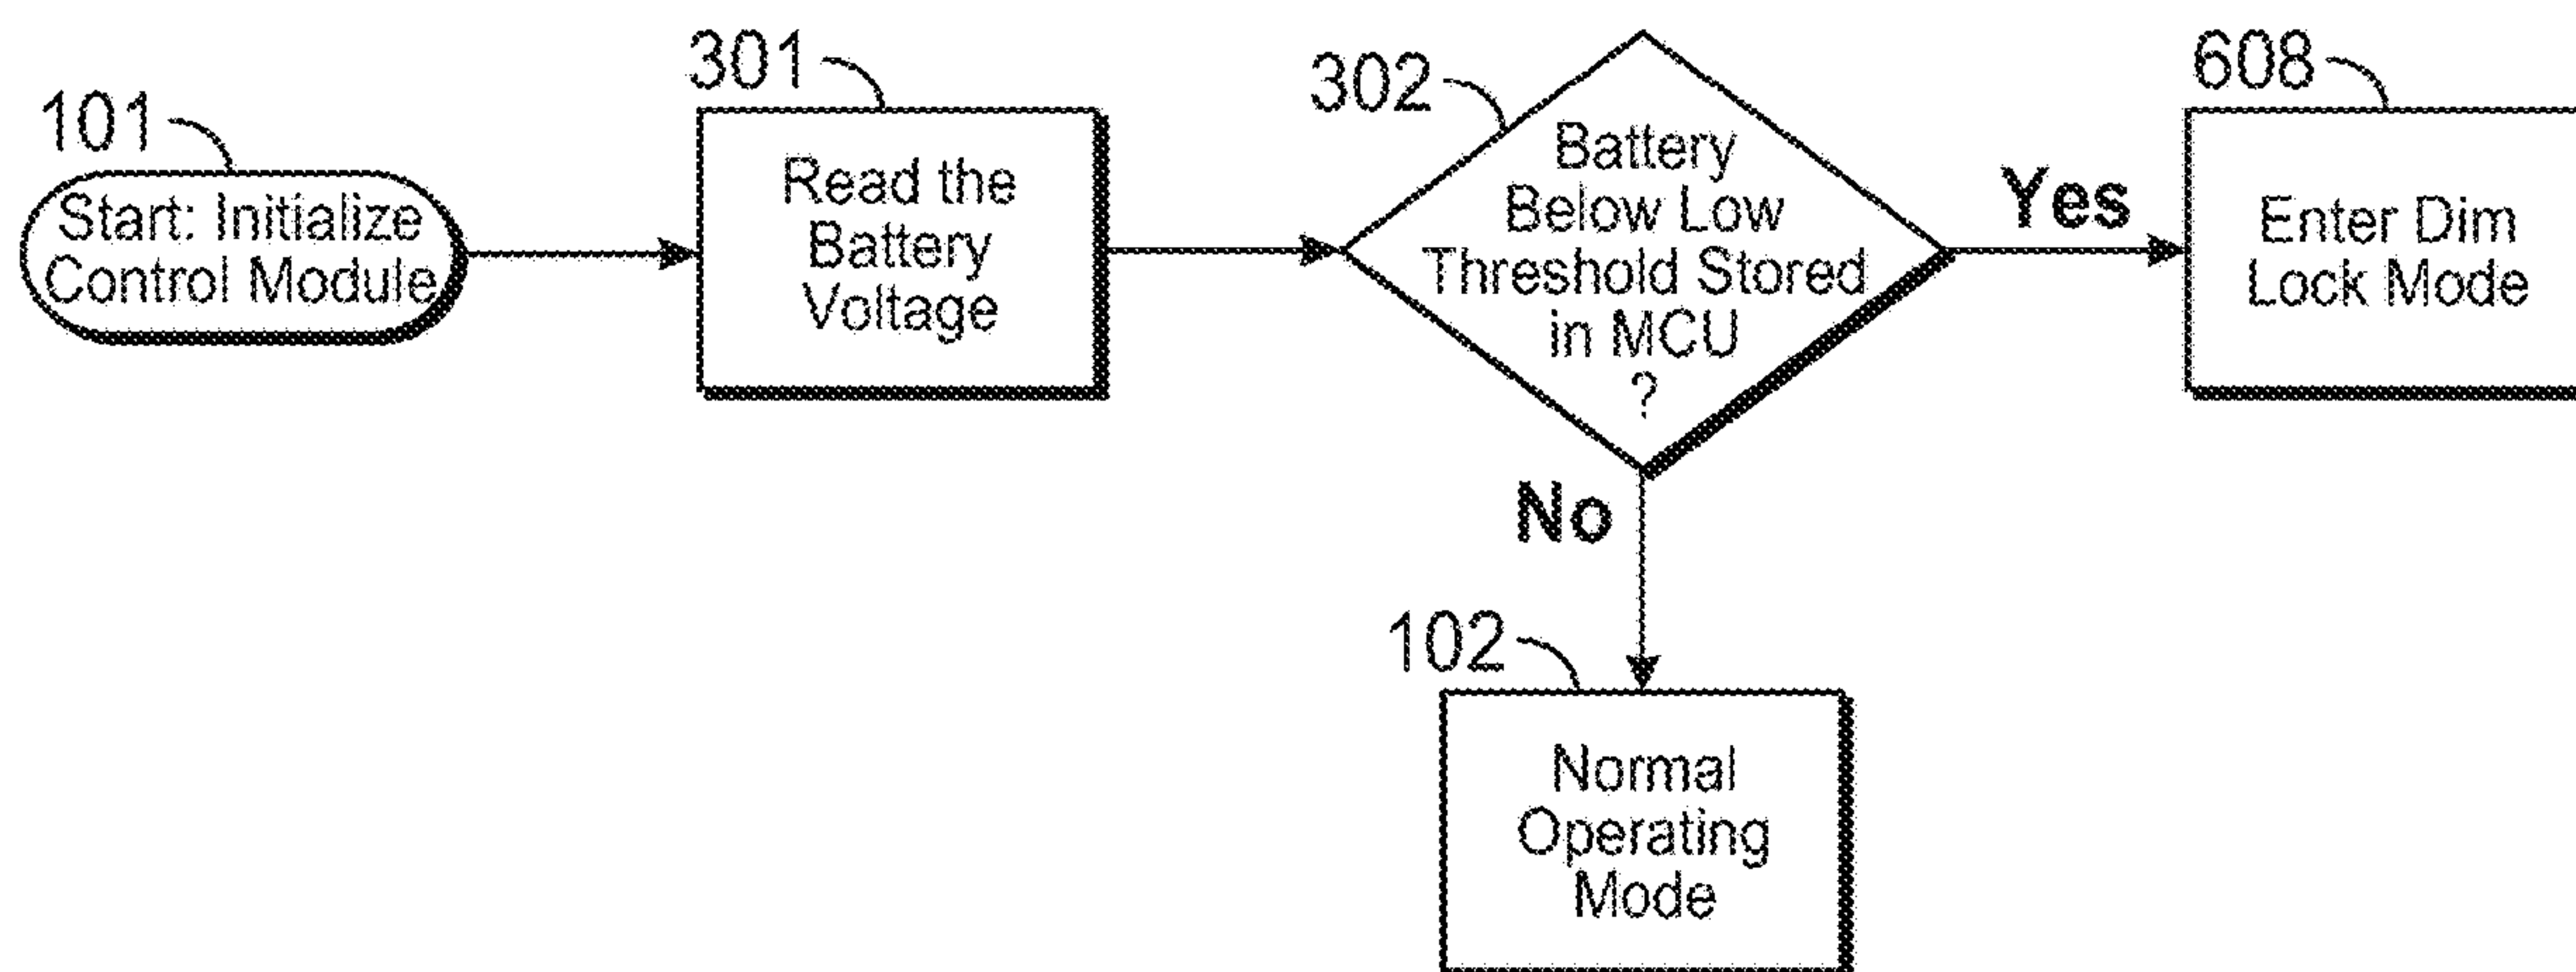 101
Start: Initialize
Control Module
301
Read the
Battery
Voltage
302
Battery
Below Low
Threshold Stored
in MCU
?
Yes
608
Enter Dim
Lock Mode
No
102
Normal
Operating
Mode